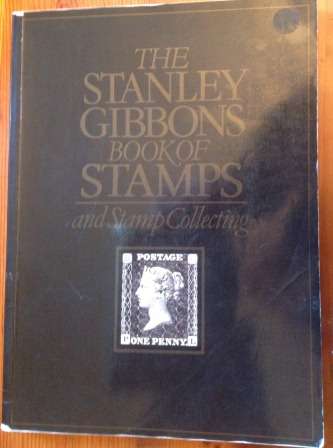 THE
STANLEY
GIBBONS
BOOK OF
STAMPS
and Stamp Collecting
POSTAGE
P ONE PENNY. L